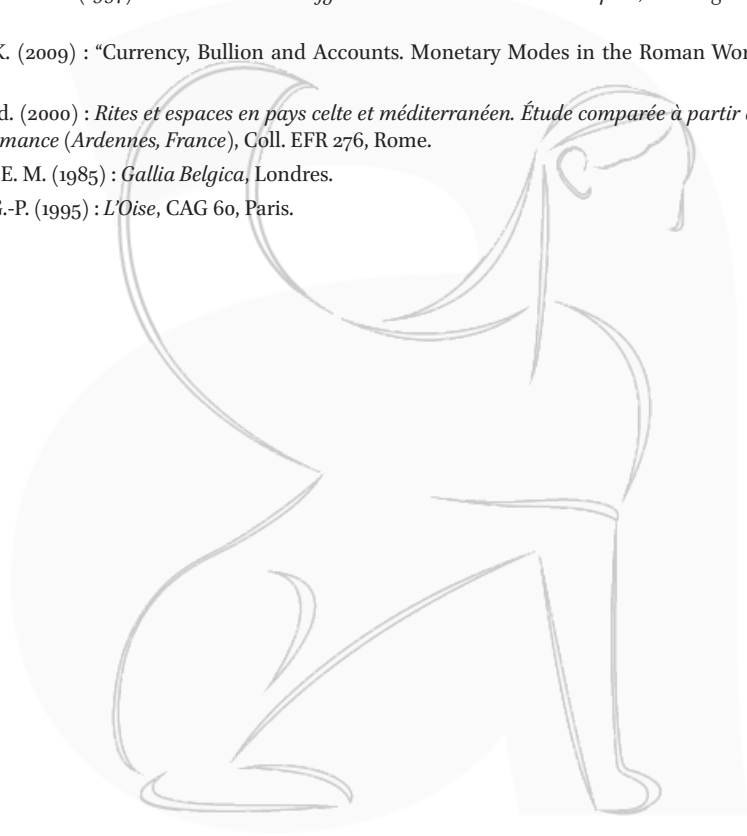 K. (2009) : “Currency, Bullion and Accounts. Monetary Modes in the Roman Wor
d. (2000) : Rites et espaces en pays celte et méditerranéen. Étude comparée à partir
mance (Ardennes, France), Coll. EFR 276, Rome.
E. M. (1985) : Gallia Belgica, Londres.
G.-P. (1995) : L’Oise, CAG 60, Paris.